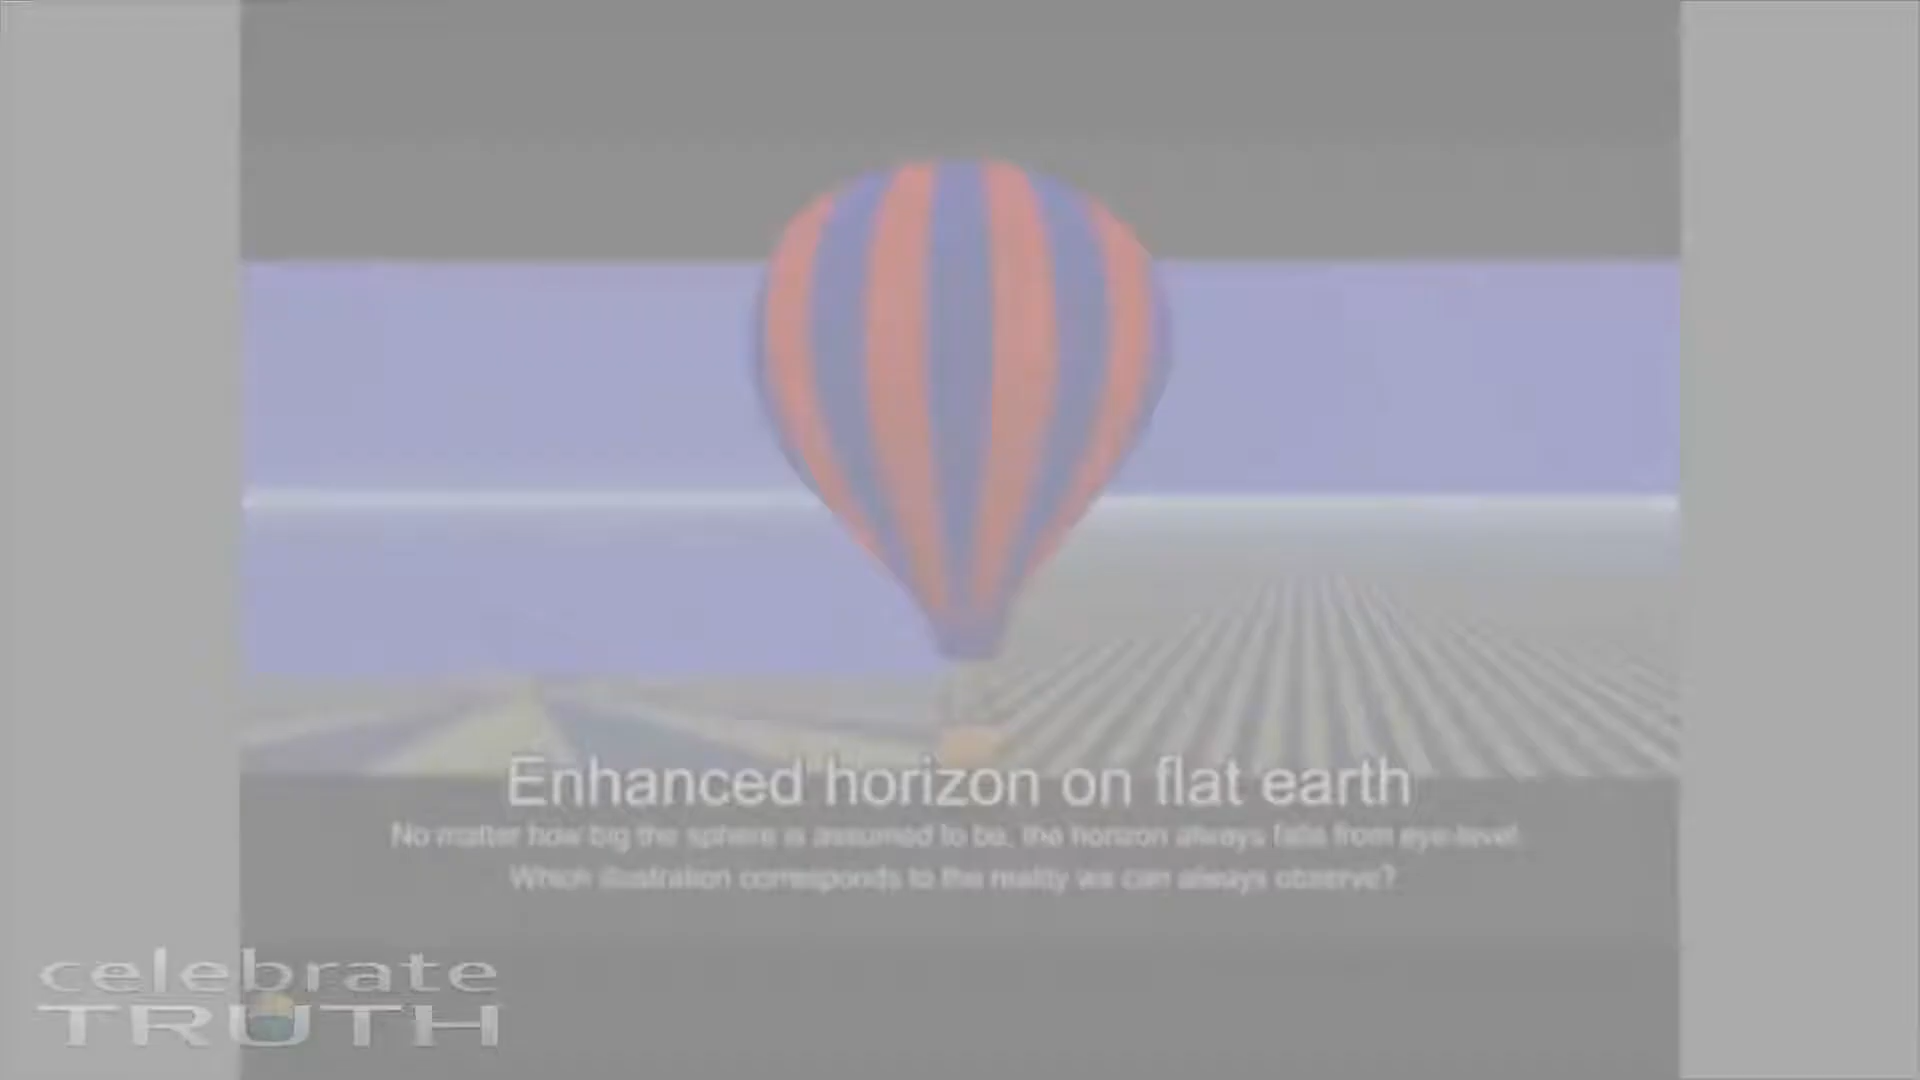 Enhanced horizon on flat earth
No matter how big the sphere is assumed to be, the horizon always falls from eye-level.
Which illustration corresponds to the reality we can always observe?
celebrate
TRUTH